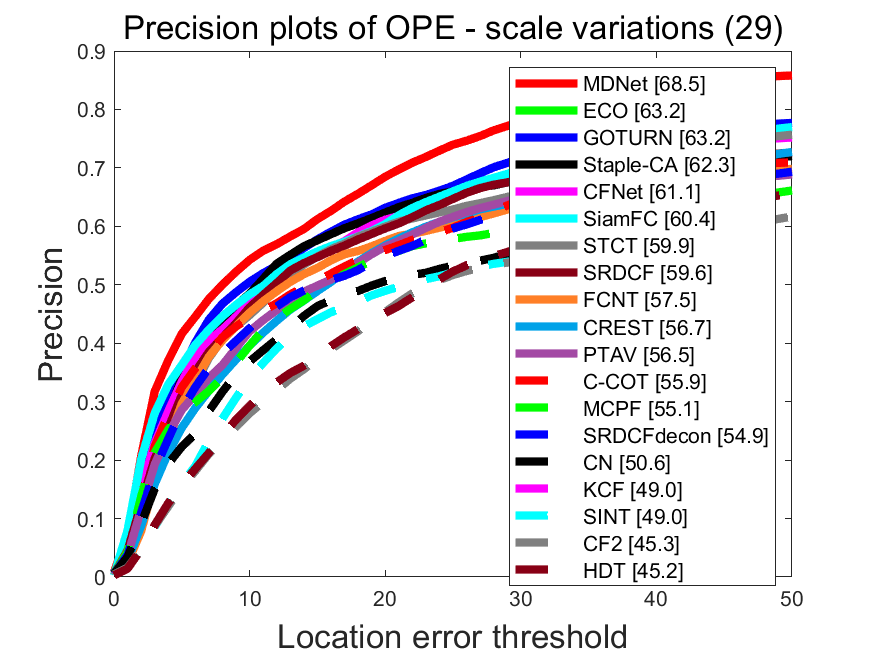 Precision plots of OPE - scale variations (29)
0.9
0.8
0.7
0.6
0.5
0.4
0.3
0.2
0.1
0
Precision
MDNet [68.5]
ECO [63.2]
GOTURN [63.2]
Staple-CA [62.3]
CFNet [61.1]
SiamFC [60.4]
STCT [59.9]
SRDCF [59.6]
FCNT [57.5]
CREST [56.7]
PTAV [56.5]
C-COT [55.9]
MCPF [55.1]
SRDCFdecon [54.9]
CN [50.6]
KCF [49.0]
SINT [49.0]
CF2 [45.3]
HDT [45.2]
0 10 20 30 40 50
Location error threshold